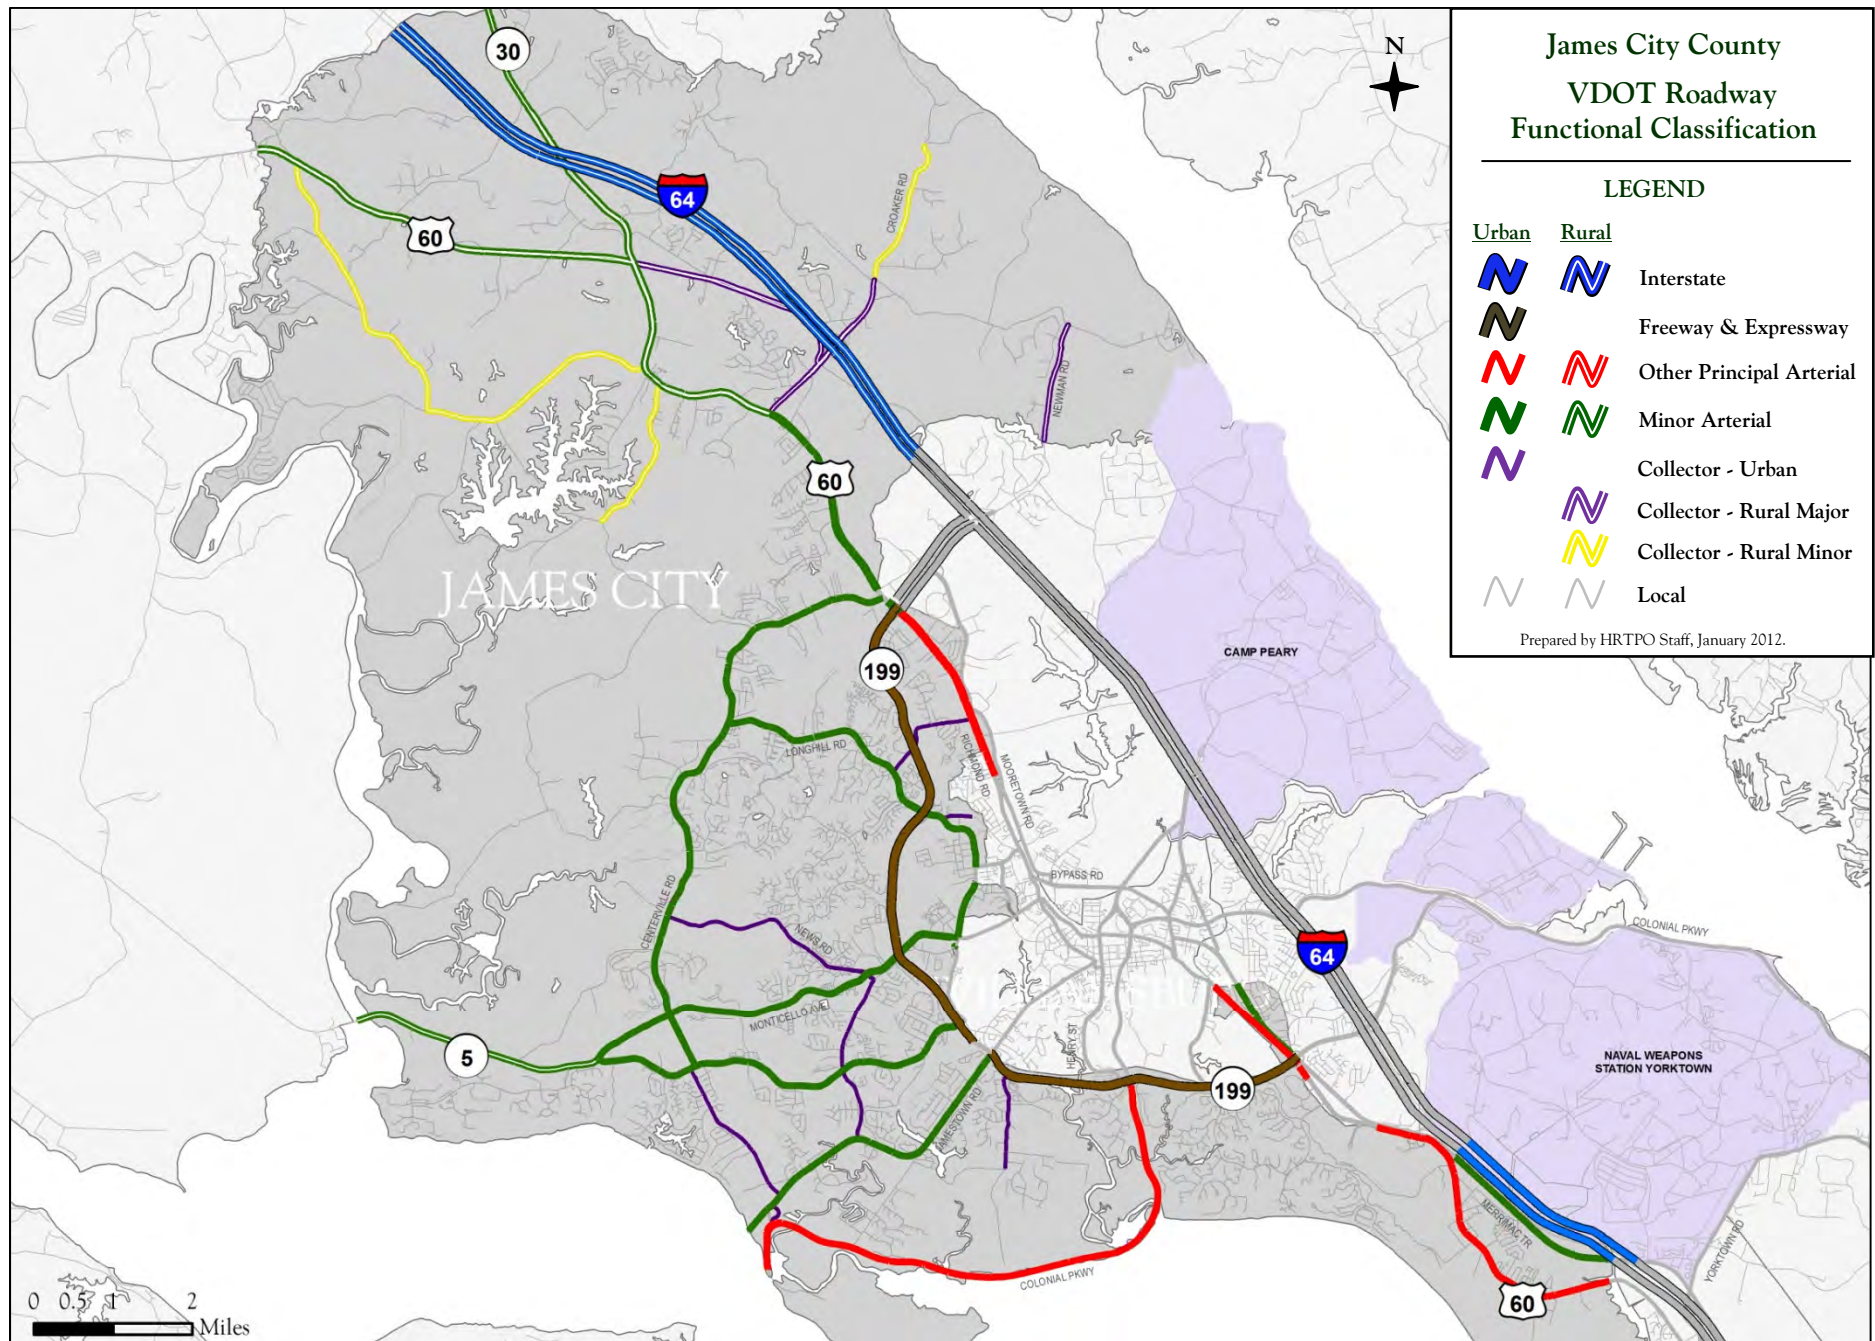 James City County
VDOT Roadway
Functional Classification
LEGEND
Urban Rural
Interstate
Freeway & Expressway
Other Principal Arterial
Minor Arterial
Collector - Urban
Collector - Rural Major
Collector - Rural Minor
Local
Prepared by HRTPO Staff, January 2012.
N
30
64
60
CROAKER RD
NEWMAN RD
60
JAMES CITY
199
CAMP PEARY
LONGHILL RD
RICHMOND RD
MOORETOWN RD
BYPASS RD
CENTERVILLE RD
NEWS RD
COLONIAL PKWY
64
MONTICELLO AVE
HENRY ST
5
NAVAL WEAPONS
STATION YORKTOWN
199
JAMESTOWN RD
MERRIMAC TR
YORKTOWN RD
COLONIAL PKWY
60
0 0.5 1 2
Miles